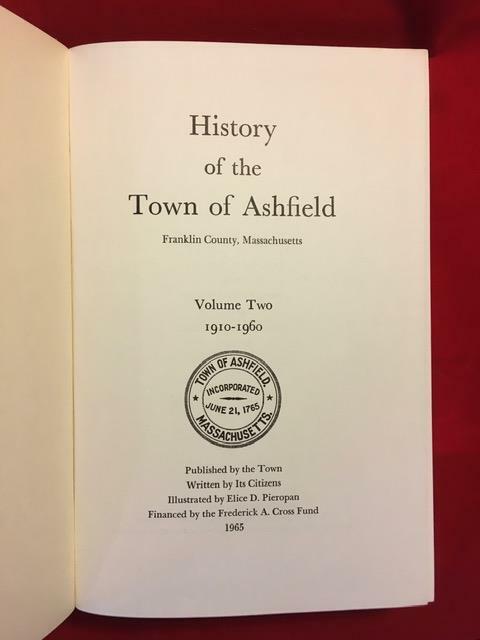 History
of the
Town of Ashfield
Franklin County, Massachusetts
Volume Two
1910-1960
TOWN OF ASHFIELD.
INCORPORATED
JUNE 21, 1765
MASSACHUSETTS.
Published by the Town
Written by Its Citizens
Illustrated by Elice D. Pieropan
Financed by the Frederick A. Cross Fund
1965